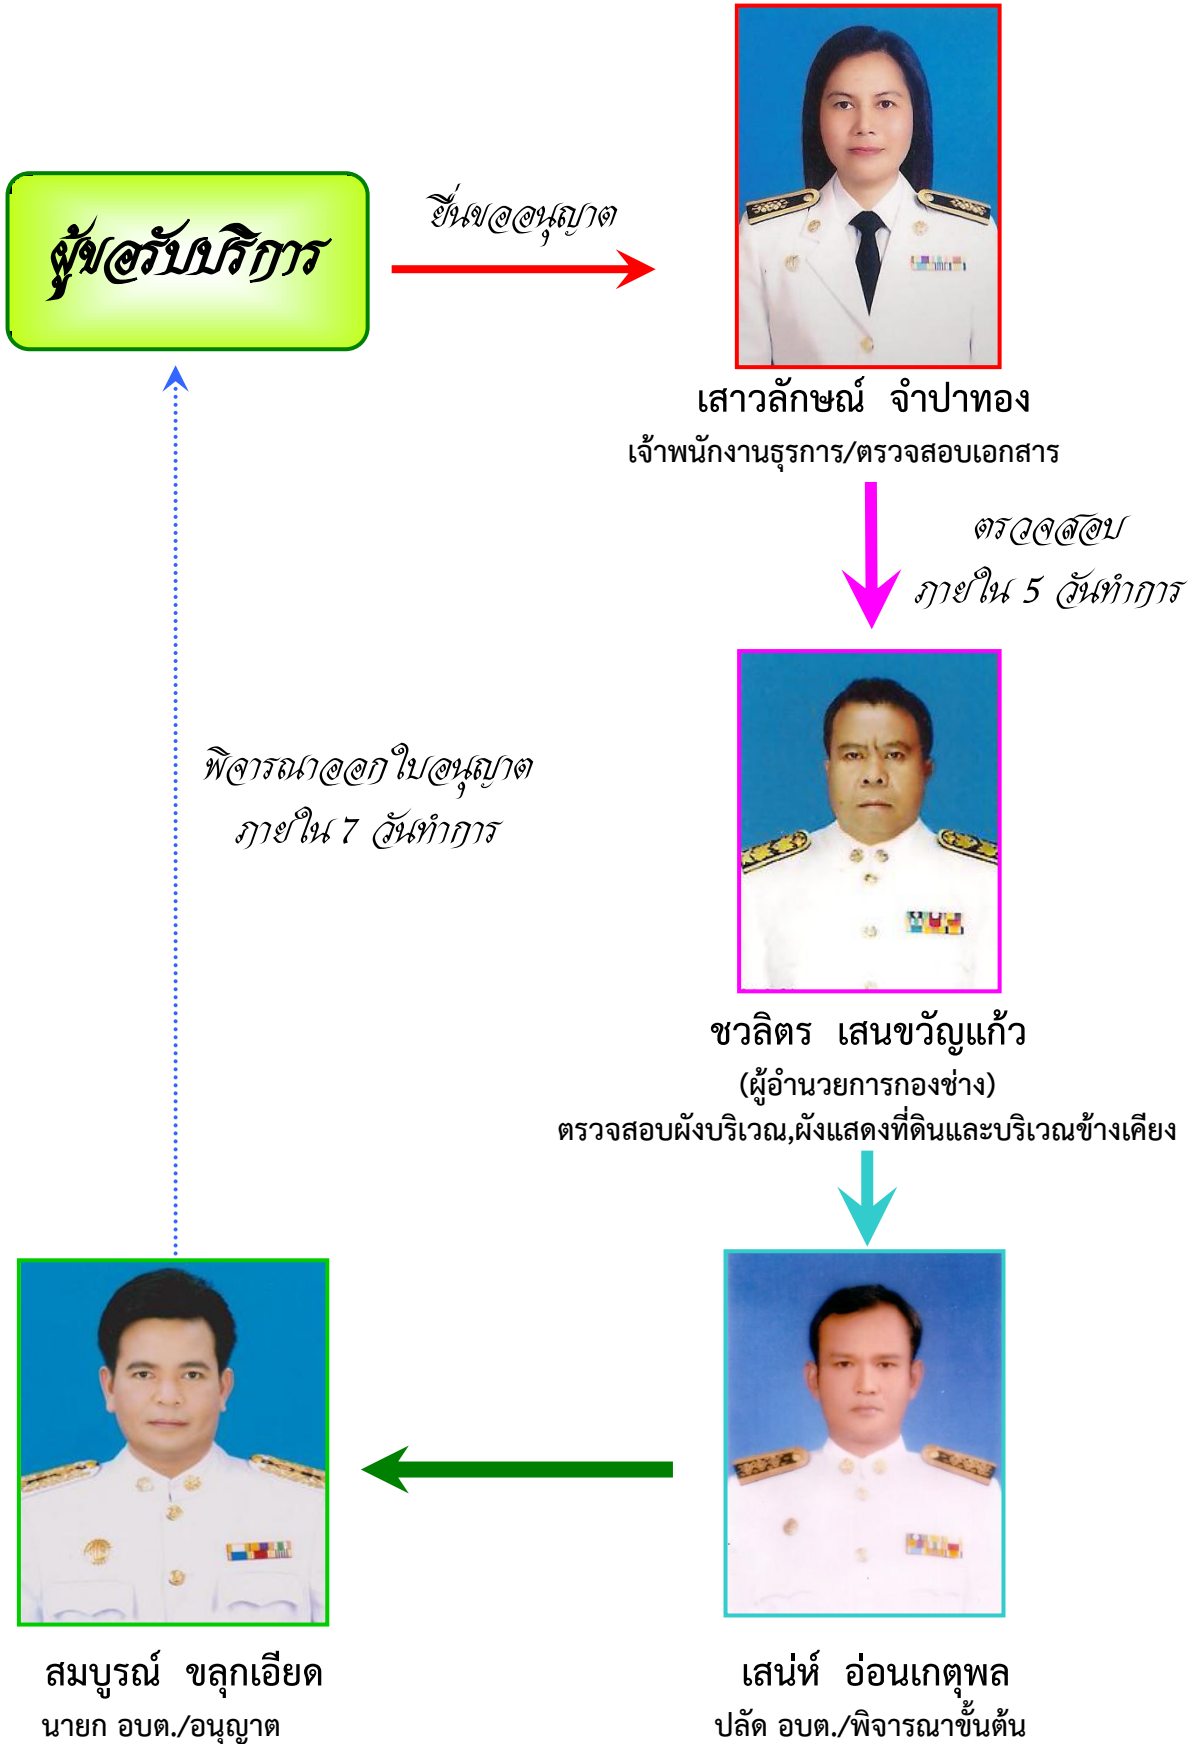 ผู้ขอรับบริการ
ยื่นขออนุญาต
เสาวลักษณ์ จำปาทอง
เจ้าพนักงานธุรการ/ตรวจสอบเอกสาร
ตรวจสอบ
ภายใน 5 วันทำการ
พิจารณาออกใบอนุญาต
ภายใน 7 วันทำการ
ชวลิตร เสนขวัญแก้ว
(ผู้อำนวยการกองช่าง)
ตรวจสอบผังบริเวณ,ผังแสดงที่ดินและบริเวณข้างเคียง
สมบูรณ์ ขลุกเอียด
นายก อบต./อนุญาต
เสน่ห์ อ่อนเกตุพล
ปลัด อบต./พิจารณาขั้นต้น